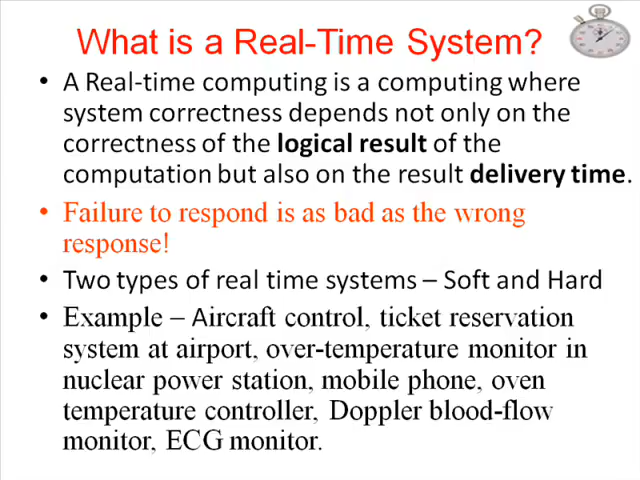 What is a Real-Time System?
• A Real-time computing is a computing where
system correctness depends not only on the
correctness of the logical result of the
computation but also on the result delivery time.
• Failure to respond is as bad as the wrong
response!
• Two types of real time systems – Soft and Hard
• Example – Aircraft control, ticket reservation
system at airport, over-temperature monitor in
nuclear power station, mobile phone, oven
temperature controller, Doppler blood-flow
monitor, ECG monitor.